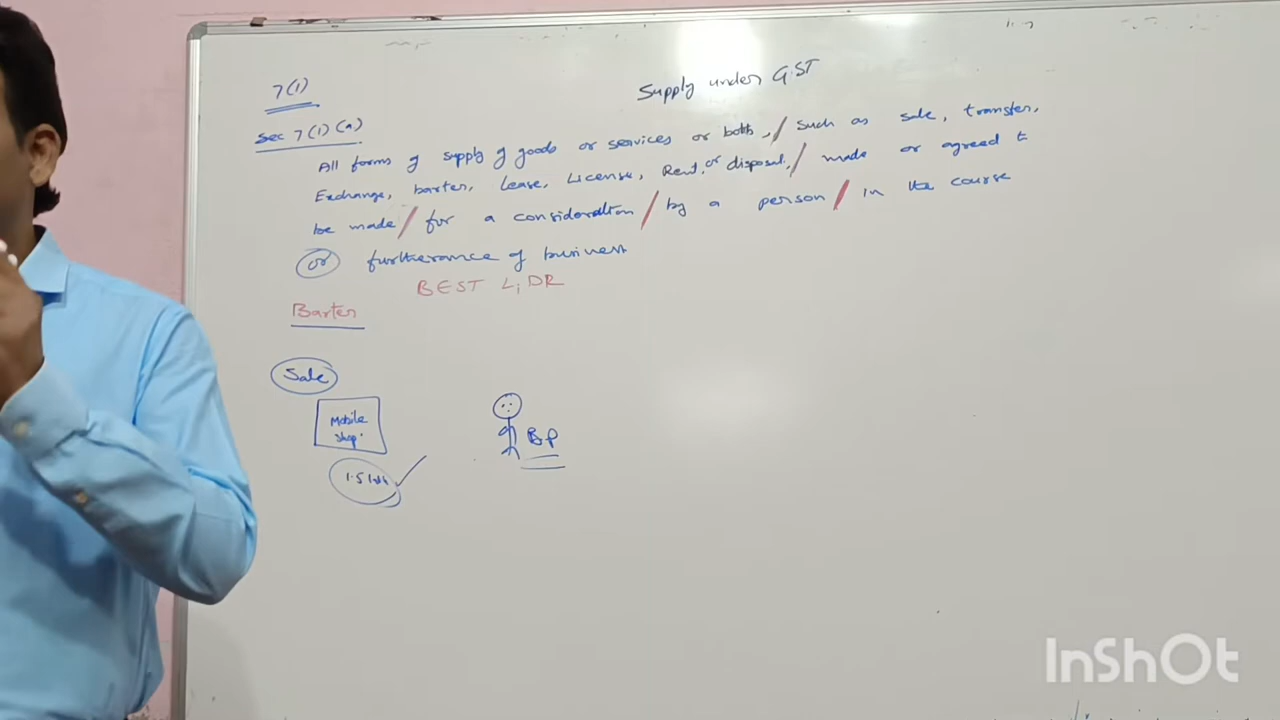 Supply under G.ST
7(1)
Sec 7(1)(a)
All forms of supply of goods or services or both, / such as sale, transfer,
Exchange, barter, Lease, License, Rent, or disposal, / made or agreed to
be made / for a consideration / by a person / in the course
or furtherance of business
BEST L, DR
Barter
Sale
Mobile
shop.
BP
1.5 lakh
InShOt